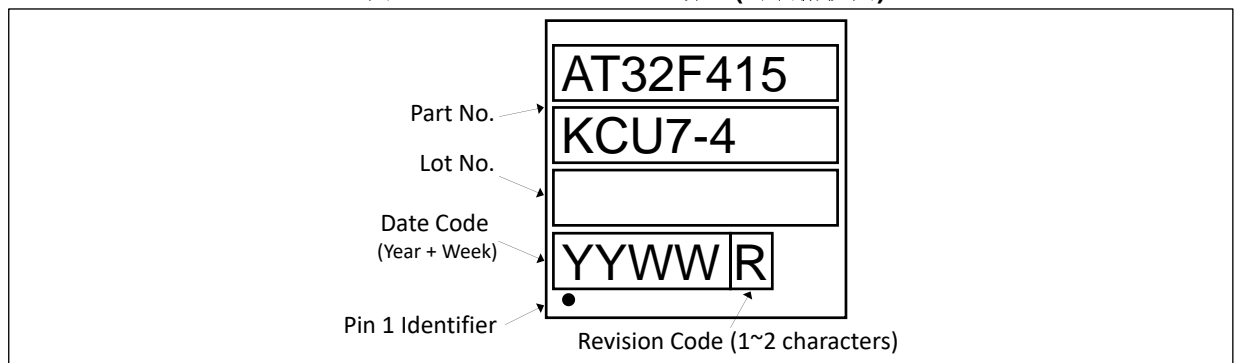 AT32F415
Part No.
KCU7-4
Lot No.
Date Code
(Year + Week)
YYWW R
Pin 1 Identifier
Revision Code (1~2 characters)